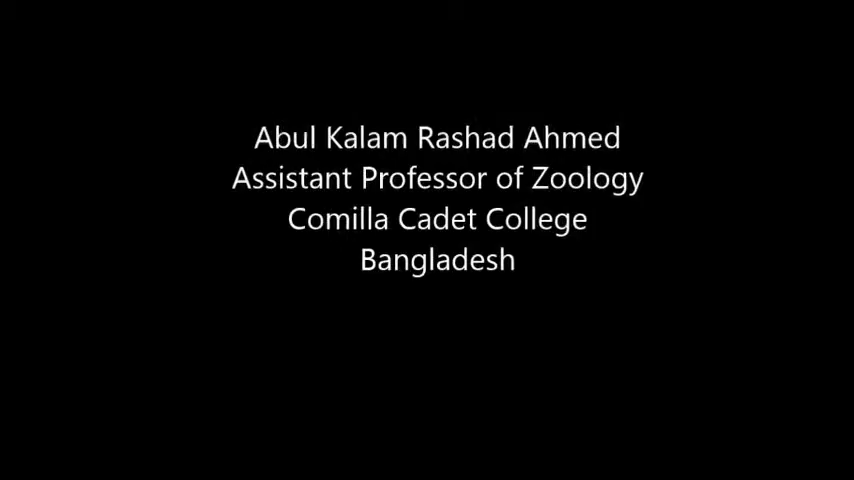 Abul Kalam Rashad Ahmed
Assistant Professor of Zoology
Comilla Cadet College
Bangladesh